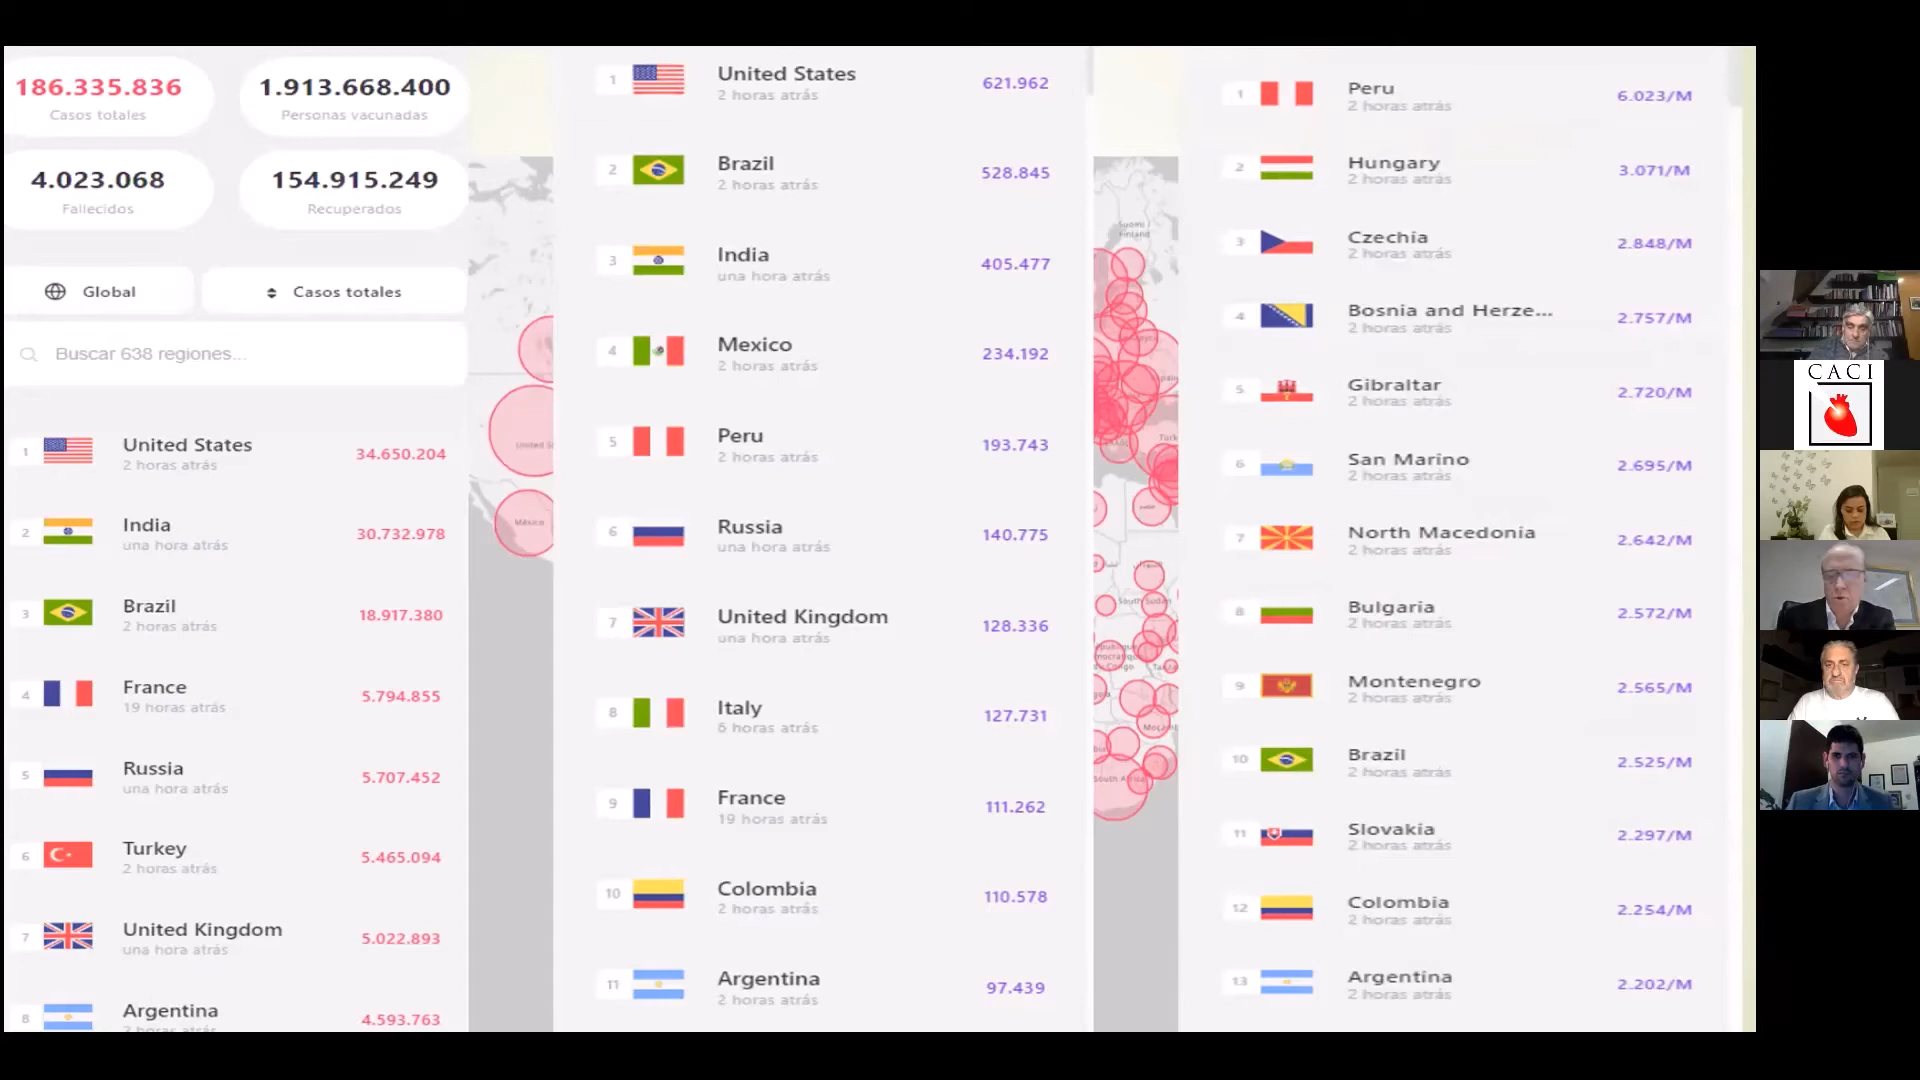 186.335.836
Casos totales
1.913.668.400
Personas vacunadas
4.023.068
Fallecidos
154.915.249
Recuperados
Global
Casos totales
Buscar 638 regiones...
1
United States
2 horas atrás
34.650.204
2
India
una hora atrás
30.732.978
3
Brazil
2 horas atrás
18.917.380
4
France
19 horas atrás
5.794.855
5
Russia
una hora atrás
5.707.452
6
Turkey
2 horas atrás
5.465.094
7
United Kingdom
una hora atrás
5.022.893
8
Argentina
2 horas atrás
4.593.763
México
1
United States
2 horas atrás
621.962
2
Brazil
2 horas atrás
528.845
3
India
una hora atrás
405.477
4
Mexico
2 horas atrás
234.192
5
Peru
2 horas atrás
193.743
6
Russia
una hora atrás
140.775
7
United Kingdom
una hora atrás
128.336
8
Italy
6 horas atrás
127.731
9
France
19 horas atrás
111.262
10
Colombia
2 horas atrás
110.578
11
Argentina
2 horas atrás
97.439
Suomi /
Finland
South Sudan
South Africa
1
Peru
2 horas atrás
6.023/M
2
Hungary
2 horas atrás
3.071/M
3
Czechia
2 horas atrás
2.848/M
4
Bosnia and Herze...
2 horas atrás
2.757/M
5
Gibraltar
2 horas atrás
2.720/M
6
San Marino
2 horas atrás
2.695/M
7
North Macedonia
2 horas atrás
2.642/M
8
Bulgaria
2 horas atrás
2.572/M
9
Montenegro
2 horas atrás
2.565/M
10
Brazil
2 horas atrás
2.525/M
11
Slovakia
2 horas atrás
2.297/M
12
Colombia
2 horas atrás
2.254/M
13
Argentina
2 horas atrás
2.202/M
CACI